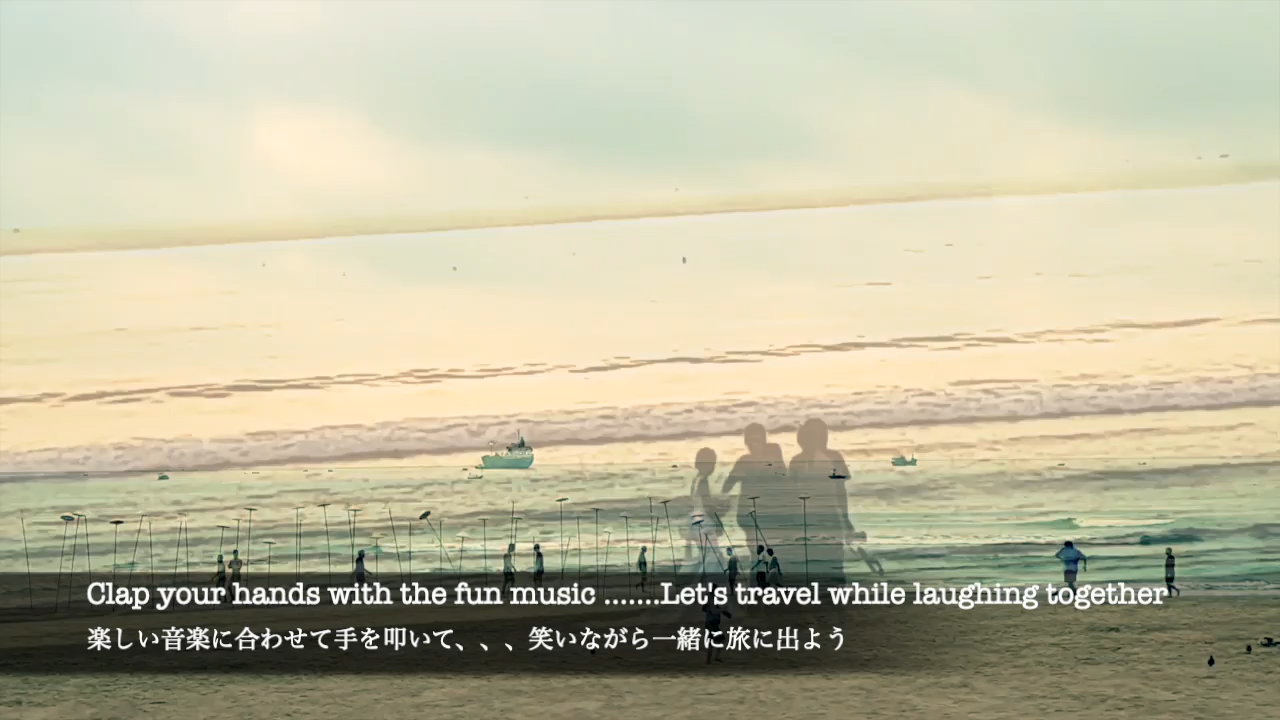 Clap your hands with the fun music .......Let's travel while laughing together
楽しい音楽に合わせて手を叩いて、、、笑いながら一緒に旅に出よう